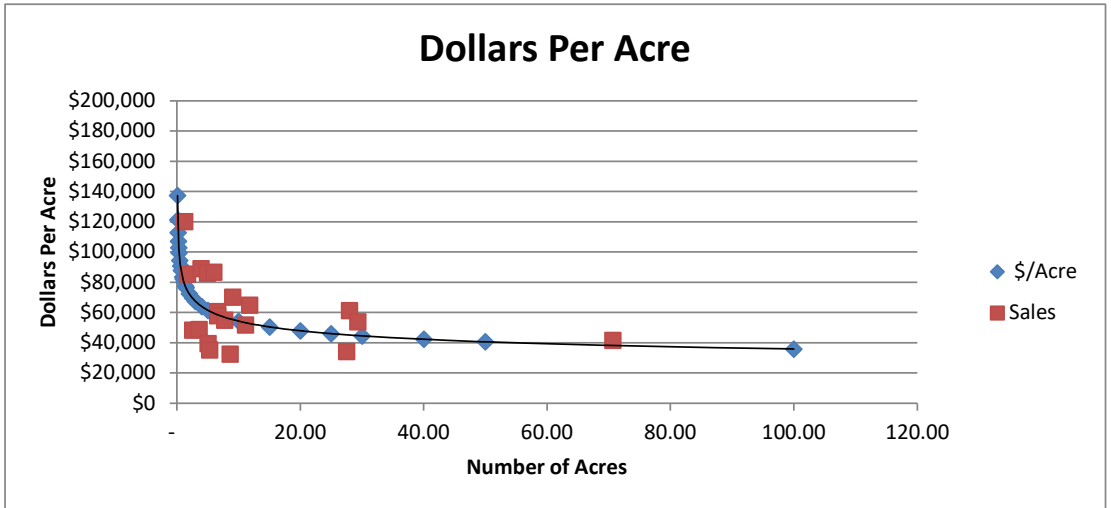 Dollars Per Acre
$200,000
$180,000
$160,000
$140,000
$120,000
$100,000
$80,000
$60,000
$40,000
$20,000
$0
Dollars Per Acre
- 20.00 40.00 60.00 80.00 100.00 120.00
Number of Acres
$/Acre
Sales